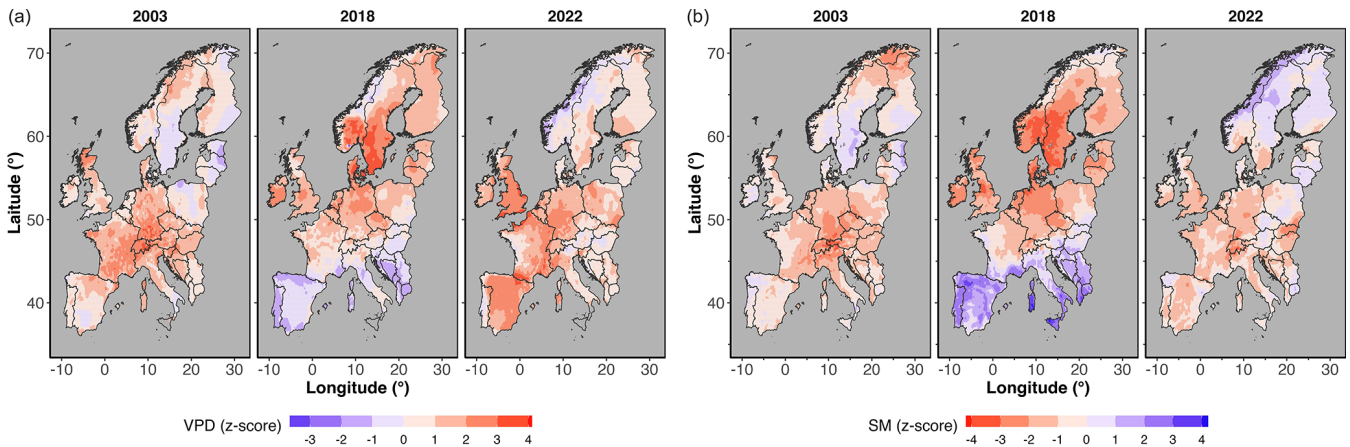 (a) 2003 2018 2022
70
60
50
40
Laitude (°)
-10 0 10 20 30 -10 0 10 20 30 -10 0 10 20 30
Longitude (°)
VPD (z-score)
-3 -2 -1 0 1 2 3 4
(b) 2003 2018 2022
70
60
50
40
Laitude (°)
-10 0 10 20 30 -10 0 10 20 30 -10 0 10 20 30
Longitude (°)
SM (z-score)
-4 -3 -2 -1 0 1 2 3 4